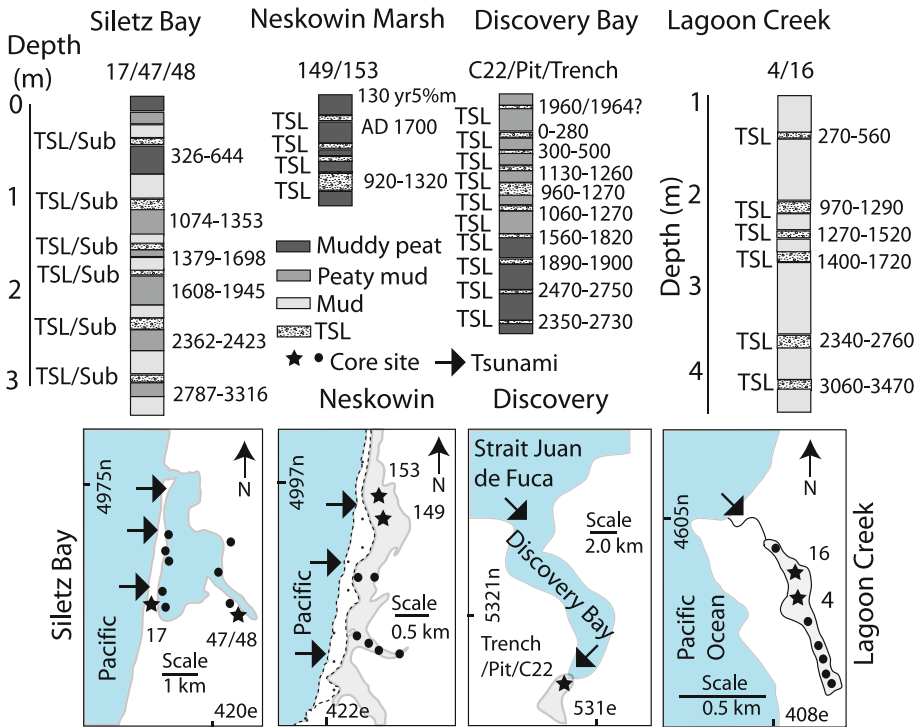 Siletz Bay
Neskowin Marsh
Discovery Bay
Lagoon Creek
Depth
(m)
17/47/48
149/153
C22/Pit/Trench
4/16
0
1
2
3
TSL/Sub
326-644
TSL/Sub
1074-1353
TSL/Sub
1379-1698
TSL/Sub
1608-1945
TSL/Sub
2362-2423
TSL/Sub
2787-3316
130 yr5%m
TSL
AD 1700
TSL
TSL
TSL
920-1320
Muddy peat
Peaty mud
Mud
TSL
Core site
Tsunami
TSL
1960/1964?
TSL
0-280
TSL
300-500
TSL
1130-1260
TSL
960-1270
TSL
1060-1270
TSL
1560-1820
TSL
1890-1900
TSL
2470-2750
TSL
2350-2730
Depth (m)
1
2
3
4
TSL
270-560
TSL
970-1290
TSL
1270-1520
TSL
1400-1720
TSL
2340-2760
TSL
3060-3470
Neskowin
Discovery
Siletz Bay
4975n
N
Pacific
17
47/48
Scale
1 km
420e
4997n
N
153
149
Pacific
Scale
0.5 km
422e
Strait Juan
de Fuca
Scale
2.0 km
Discovery Bay
5321n
Trench
/Pit/C22
531e
4605n
N
16
4
Pacific
Ocean
Scale
0.5 km
408e
Lagoon Creek